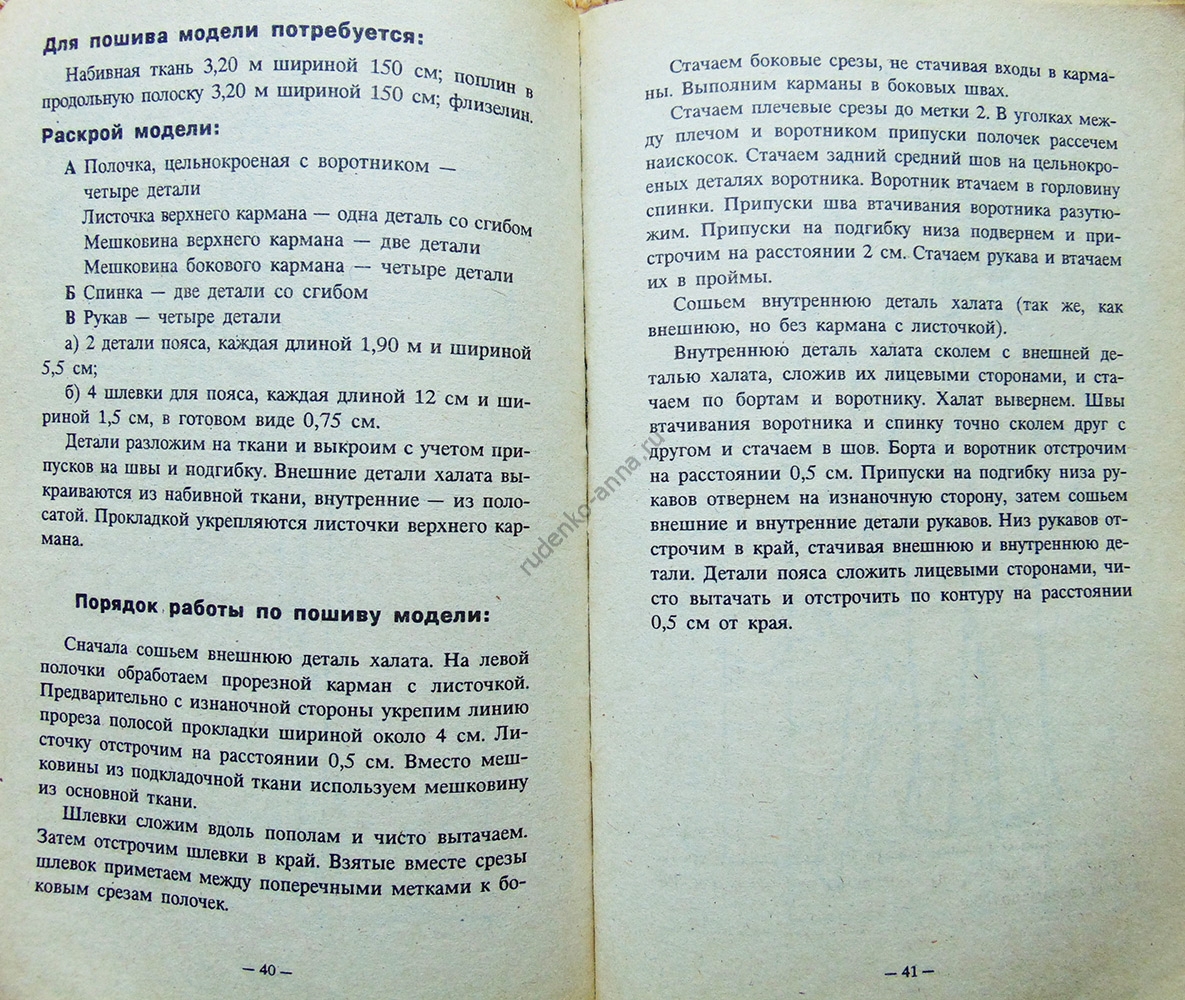 Для пошива модели потребуется:
Набивная ткань 3,20 м шириной 150 см; поплин в
продольную полоску 3,20 м шириной 150 см; флизелин.
Раскрой модели:
А Полочка, цельнокроеная с воротником —
четыре детали
Листочка верхнего кармана — одна деталь со сгибом
Мешковина верхнего кармана — две детали
Мешковина бокового кармана — четыре детали
Б Спинка — две детали со сгибом
В Рукав — четыре детали
а) 2 детали пояса, каждая длиной 1,90 м и шириной
5,5 см;
б) 4 шлевки для пояса, каждая длиной 12 см и ши-
риной 1,5 см, в готовом виде 0,75 см.
Детали разложим на ткани и выкроим с учетом при-
пусков на швы и подгибку. Внешние детали халата вы-
краиваются из набивной ткани, внутренние — из поло-
сатой. Прокладкой укрепляются листочки верхнего кар-
мана.
Порядок работы по пошиву модели:
Сначала сошьем внешнюю деталь халата. На левой
полочки обработаем прорезной карман с листочкой.
Предварительно с изнаночной стороны укрепим линию
прореза полосой прокладки шириной около 4 см. Ли-
сточку отстрочим на расстоянии 0,5 см. Вместо меш-
ковины из подкладочной ткани используем мешковину
из основной ткани.
Шлевки сложим вдоль пополам и чисто вытачаем.
Затем отстрочим шлевки в край. Взятые вместе срезы
шлевок приметаем между поперечными метками к бо-
ковым срезам полочек.
— 40 —
Стачаем боковые срезы, не стачивая входы в карма-
ны. Выполним карманы в боковых швах.
Стачаем плечевые срезы до метки 2. В уголках меж-
ду плечом и воротником припуски полочек рассечем
наискосок. Стачаем задний средний шов на цельнокро-
еных деталях воротника. Воротник втачаем в горловину
спинки. Припуски шва втачивания воротника разутю-
жим. Припуски на подгибку низа подвернем и при-
строчим на расстоянии 2 см. Стачаем рукава и втачаем
их в проймы.
Сошьем внутреннюю деталь халата (так же, как
внешнюю, но без кармана с листочкой).
Внутреннюю деталь халата сколем с внешней де-
талью халата, сложив их лицевыми сторонами, и ста-
чаем по бортам и воротнику. Халат вывернем. Швы
втачивания воротника и спинку точно сколем друг с
другом и стачаем в шов. Борта и воротник отстрочим
на расстоянии 0,5 см. Припуски на подгибку низа ру-
кавов отвернем на изнаночную сторону, затем сошьем
внешние и внутренние детали рукавов. Низ рукавов от-
строчим в край, стачивая внешнюю и внутреннюю де-
тали. Детали пояса сложить лицевыми сторонами, чи-
сто вытачать и отстрочить по контуру на расстоянии
0,5 см от края.
— 41 —
rudenko-anna.ru